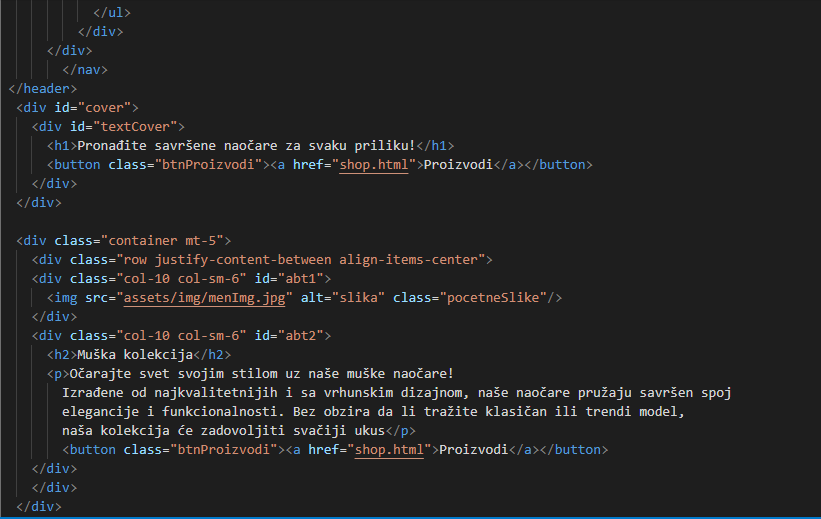 </ul>
</div>
</div>
</nav>
</header>
<div id="cover">
<div id="textCover">
<h1>Pronađite savršene naočare za svaku priliku!</h1>
<button class="btnProizvodi"><a href="shop.html">Proizvodi</a></button>
</div>
</div>
<div class="container mt-5">
<div class="row justify-content-between align-items-center">
<div class="col-10 col-sm-6" id="abt1">
<img src="assets/img/menImg.jpg" alt="slika" class="pocetneSlike"/>
</div>
<div class="col-10 col-sm-6" id="abt2">
<h2>Muška kolekcija</h2>
<p>Očarajte svet svojim stilom uz naše muške naočare!
Izrađene od najkvalitetnijih i sa vrhunskim dizajnom, naše naočare pružaju savršen spoj
elegancije i funkcionalnosti. Bez obzira da li tražite klasičan ili trendi model,
naša kolekcija će zadovoljiti svačiji ukus</p>
<button class="btnProizvodi"><a href="shop.html">Proizvodi</a></button>
</div>
</div>
</div>